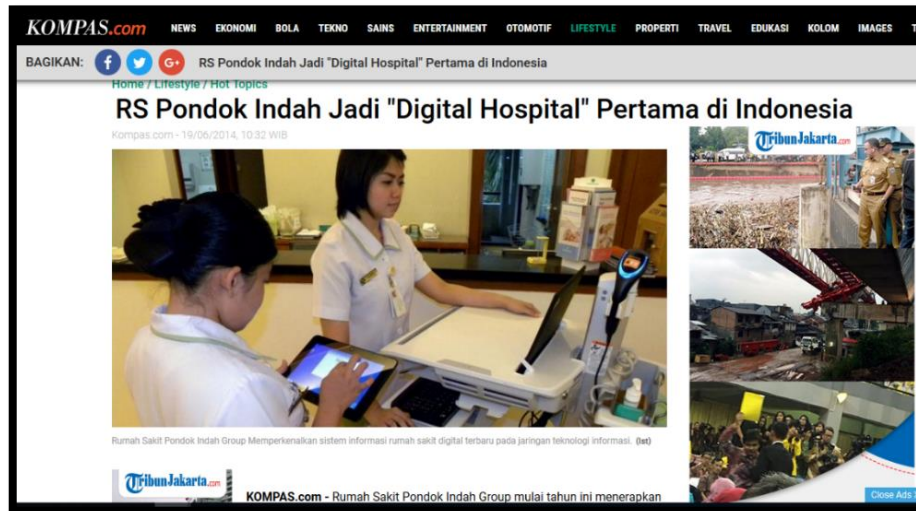 KOMPAS.com NEWS EKONOMI BOLA TEKNO SAINS ENTERTAINMENT OTOMOTIF LIFESTYLE PROPERTI TRAVEL EDUKASI KOLOM IMAGES
BAGIKAN: f G+ RS Pondok Indah Jadi "Digital Hospital" Pertama di Indonesia
Home / Lifestyle / Hot Topics
RS Pondok Indah Jadi "Digital Hospital" Pertama di Indonesia
Kompas.com - 19/06/2014, 10:32 WIB
TribunJakarta.com
Rumah Sakit Pondok Indah Group Memperkenalkan sistem informasi rumah sakit digital terbaru pada jaringan teknologi informasi. (Ist)
TribunJakarta.com
KOMPAS.com - Rumah Sakit Pondok Indah Group mulai tahun ini menerapkan
Close Ads